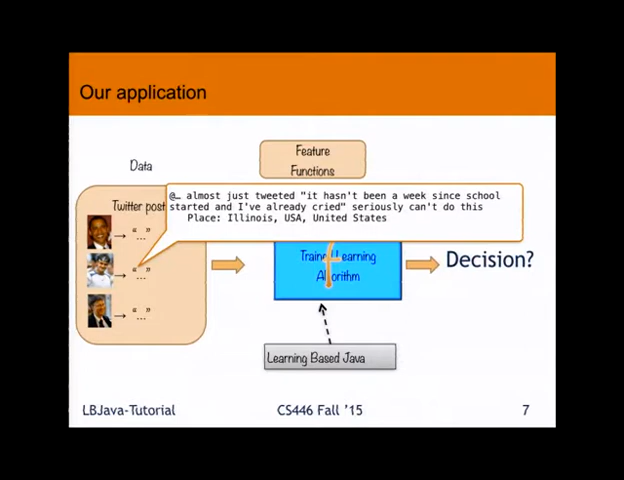 Our application
Feature
Functions
Data
Twitter post
@… almost just tweeted "it hasn't been a week since school
started and I've already cried" seriously can't do this
Place: Illinois, USA, United States
“ ”
…
“ ”
…
“ ”
…
Trained Learning
Algorithm
Decision?
Learning Based Java
LBJava-Tutorial
CS446 Fall '15
7